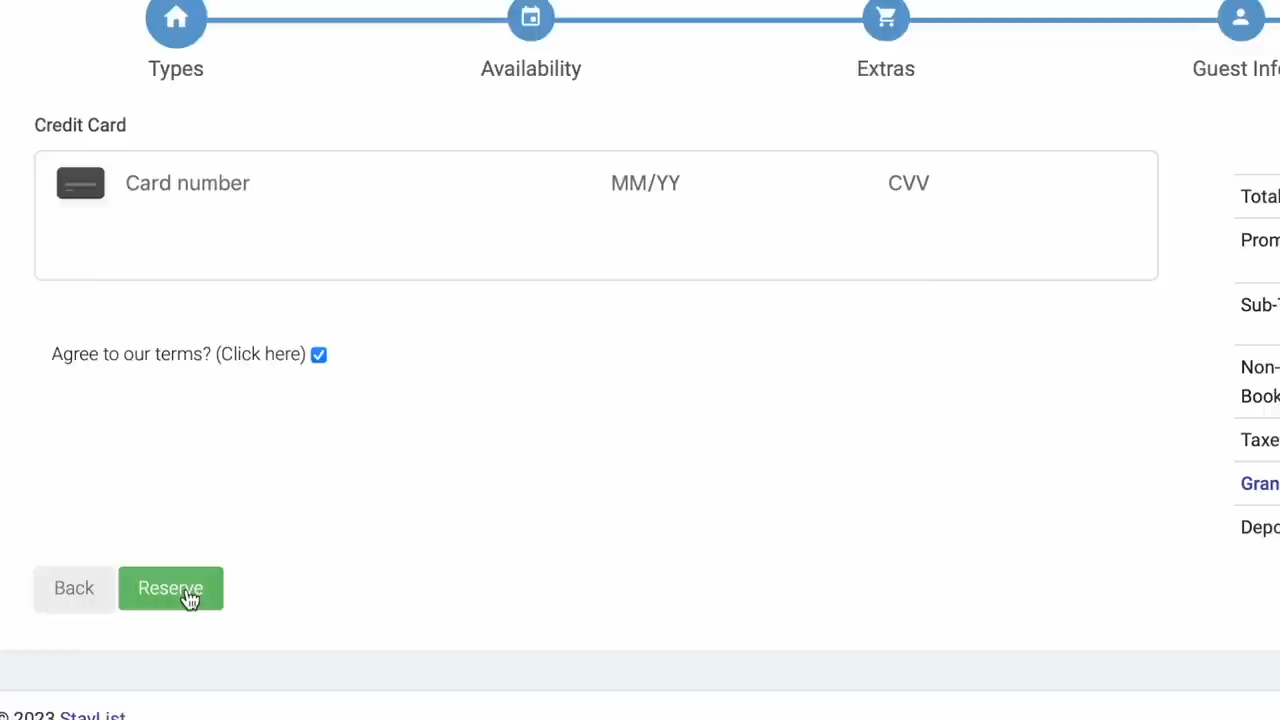 Types Availability Extras Guest Info
Credit Card
Card number MM/YY CVV
Total
Prom
Sub-T
Agree to our terms? (Click here)
Non-
Book
Taxe
Gran
Depo
Back Reserve
© 2023 StayList